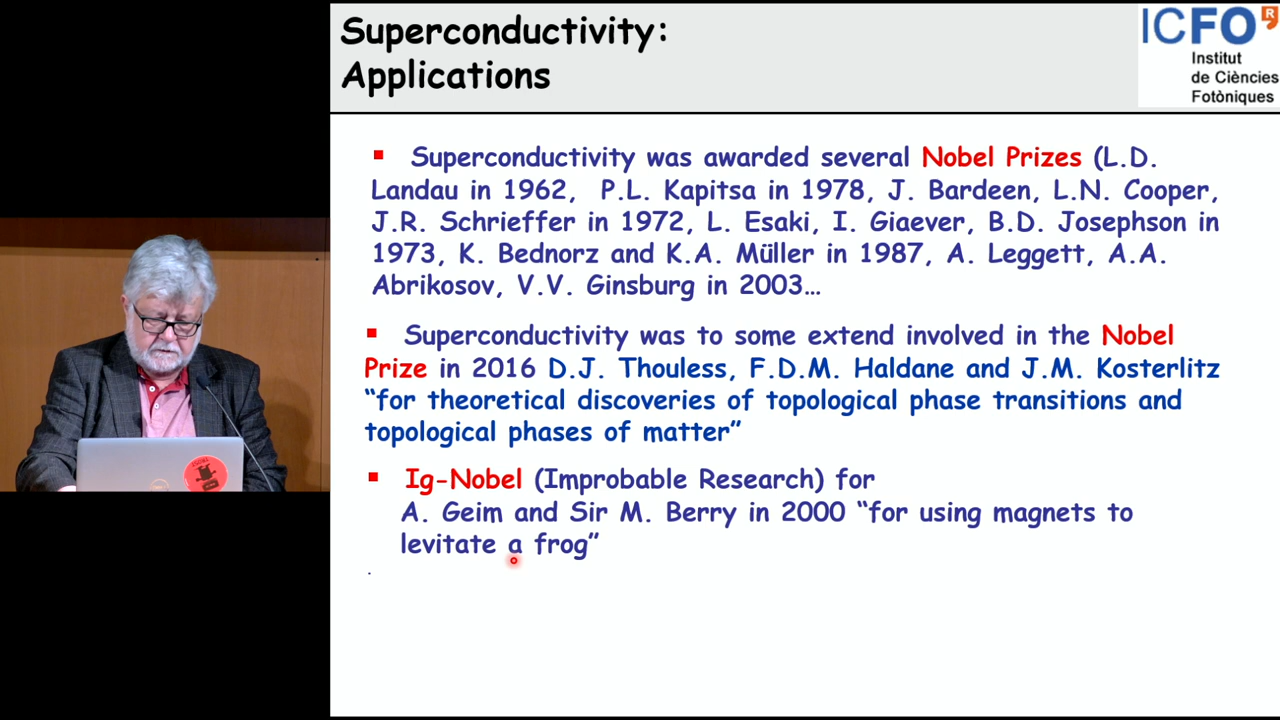 Superconductivity:
Applications
ICFO R
Institut
de Ciències
Fotòniques
Superconductivity was awarded several Nobel Prizes (L.D.
Landau in 1962, P.L. Kapitsa in 1978, J. Bardeen, L.N. Cooper,
J.R. Schrieffer in 1972, L. Esaki, I. Giaever, B.D. Josephson in
1973, K. Bednorz and K.A. Müller in 1987, A. Leggett, A.A.
Abrikosov, V.V. Ginsburg in 2003…
Superconductivity was to some extend involved in the Nobel
Prize in 2016 D.J. Thouless, F.D.M. Haldane and J.M. Kosterlitz
“for theoretical discoveries of topological phase transitions and
topological phases of matter”
Ig-Nobel (Improbable Research) for
A. Geim and Sir M. Berry in 2000 “for using magnets to
levitate a frog”
.